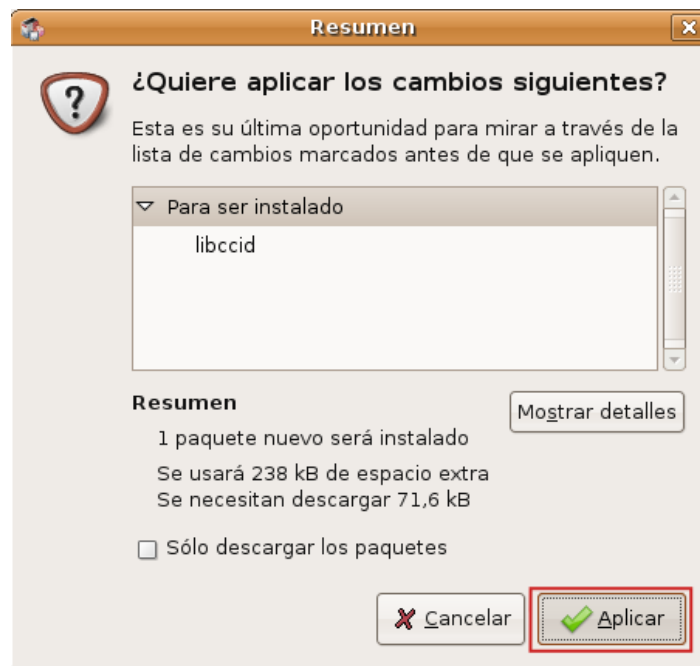 Resumen
¿Quiere aplicar los cambios siguientes?
Esta es su última oportunidad para mirar a través de la
lista de cambios marcados antes de que se apliquen.
Para ser instalado
libccid
Resumen
Mostrar detalles
1 paquete nuevo será instalado
Se usará 238 kB de espacio extra
Se necesitan descargar 71,6 kB
Sólo descargar los paquetes
Cancelar
Aplicar